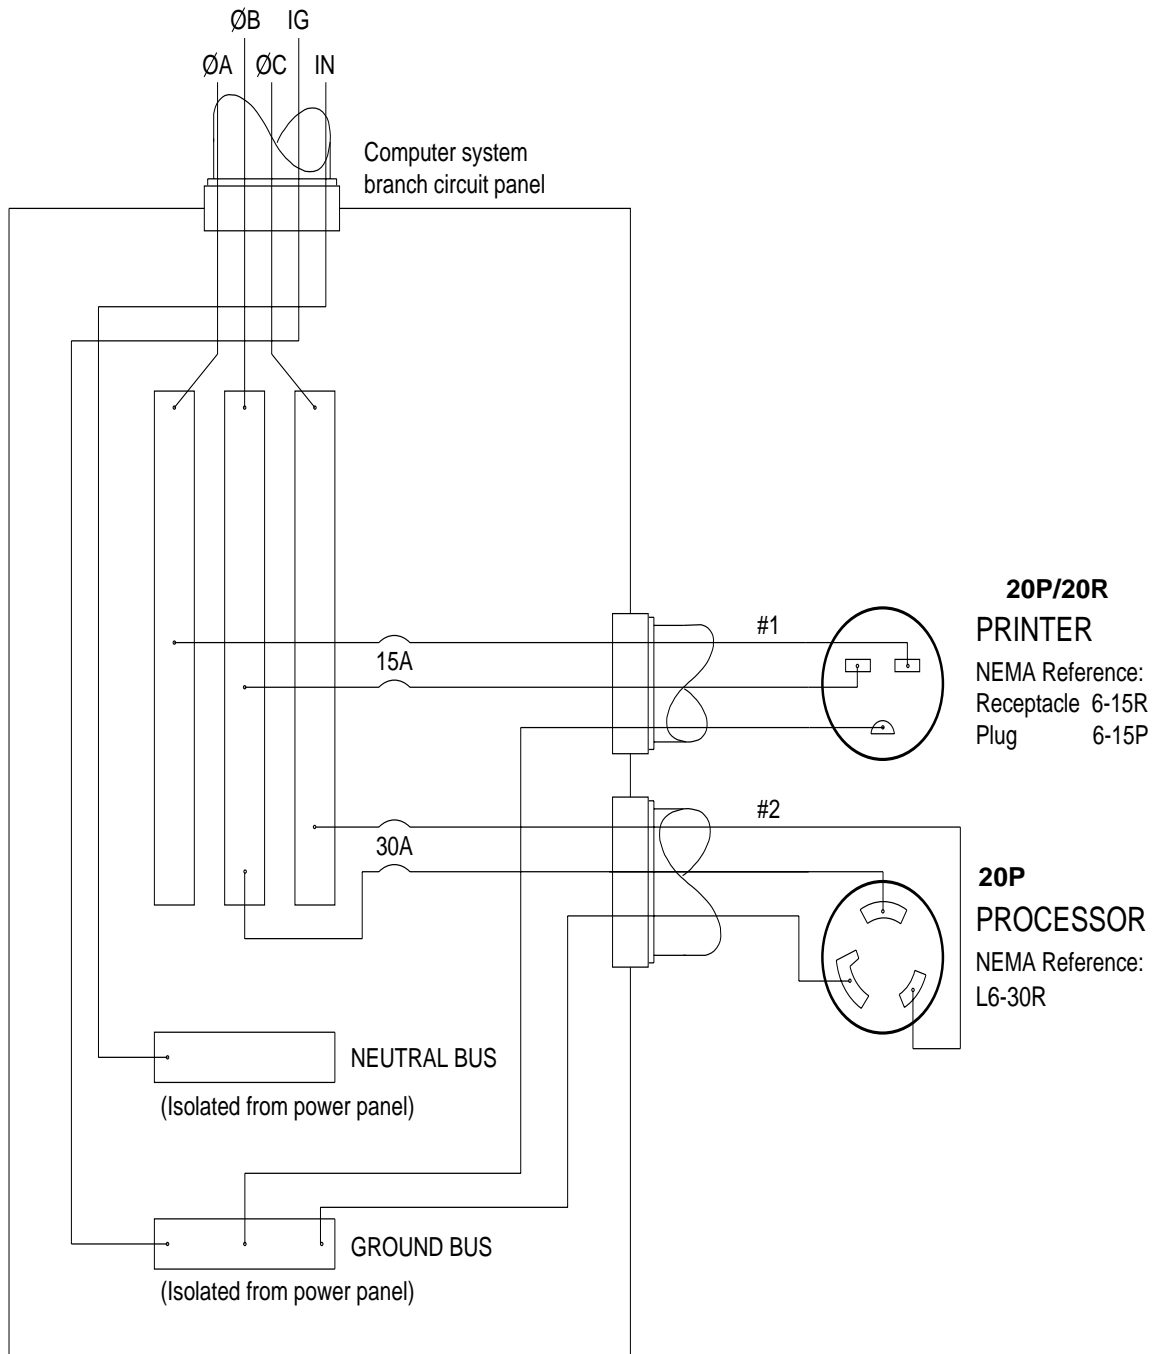 ØB IG
ØA ØC IN
Computer system
branch circuit panel
20P/20R
#1
PRINTER
15A
NEMA Reference:
Receptacle 6-15R
Plug 6-15P
#2
30A
20P
PROCESSOR
NEMA Reference:
L6-30R
NEUTRAL BUS
(Isolated from power panel)
GROUND BUS
(Isolated from power panel)